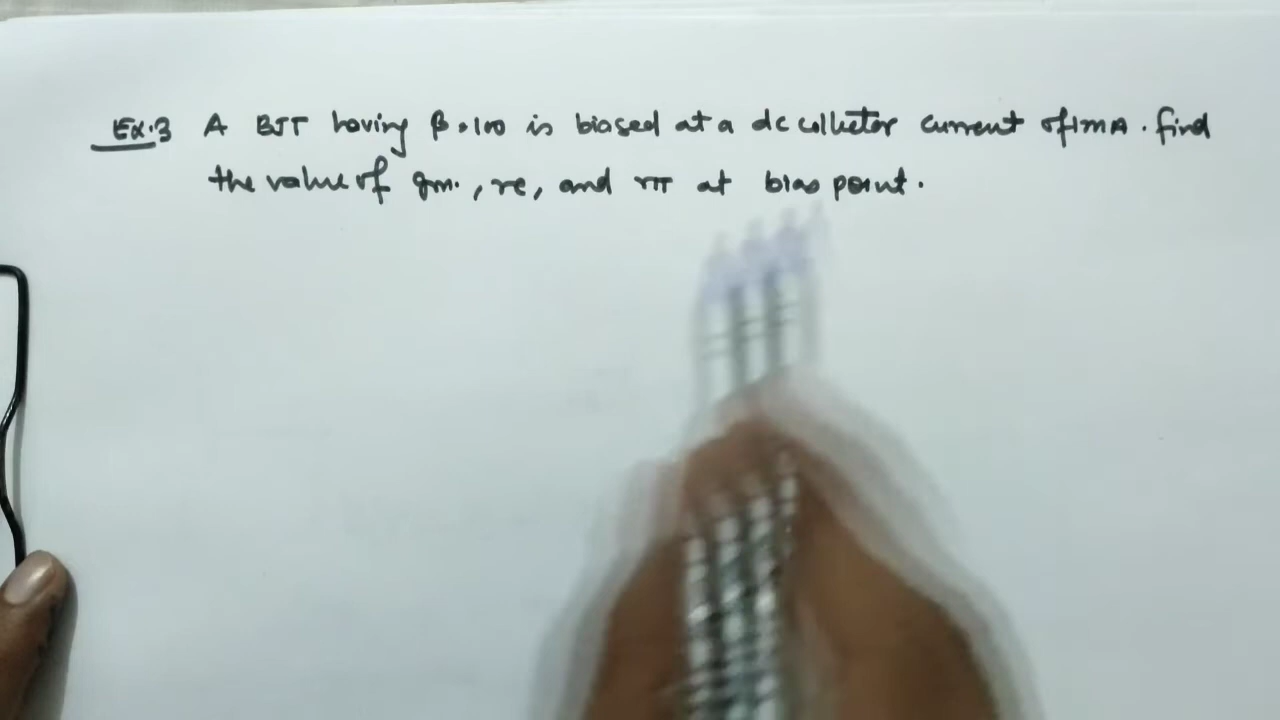 Ex.3 A BJT having β = 100 is biased at a dc collector current of 1mA. find
the value of gm., re, and rπ at bias point.